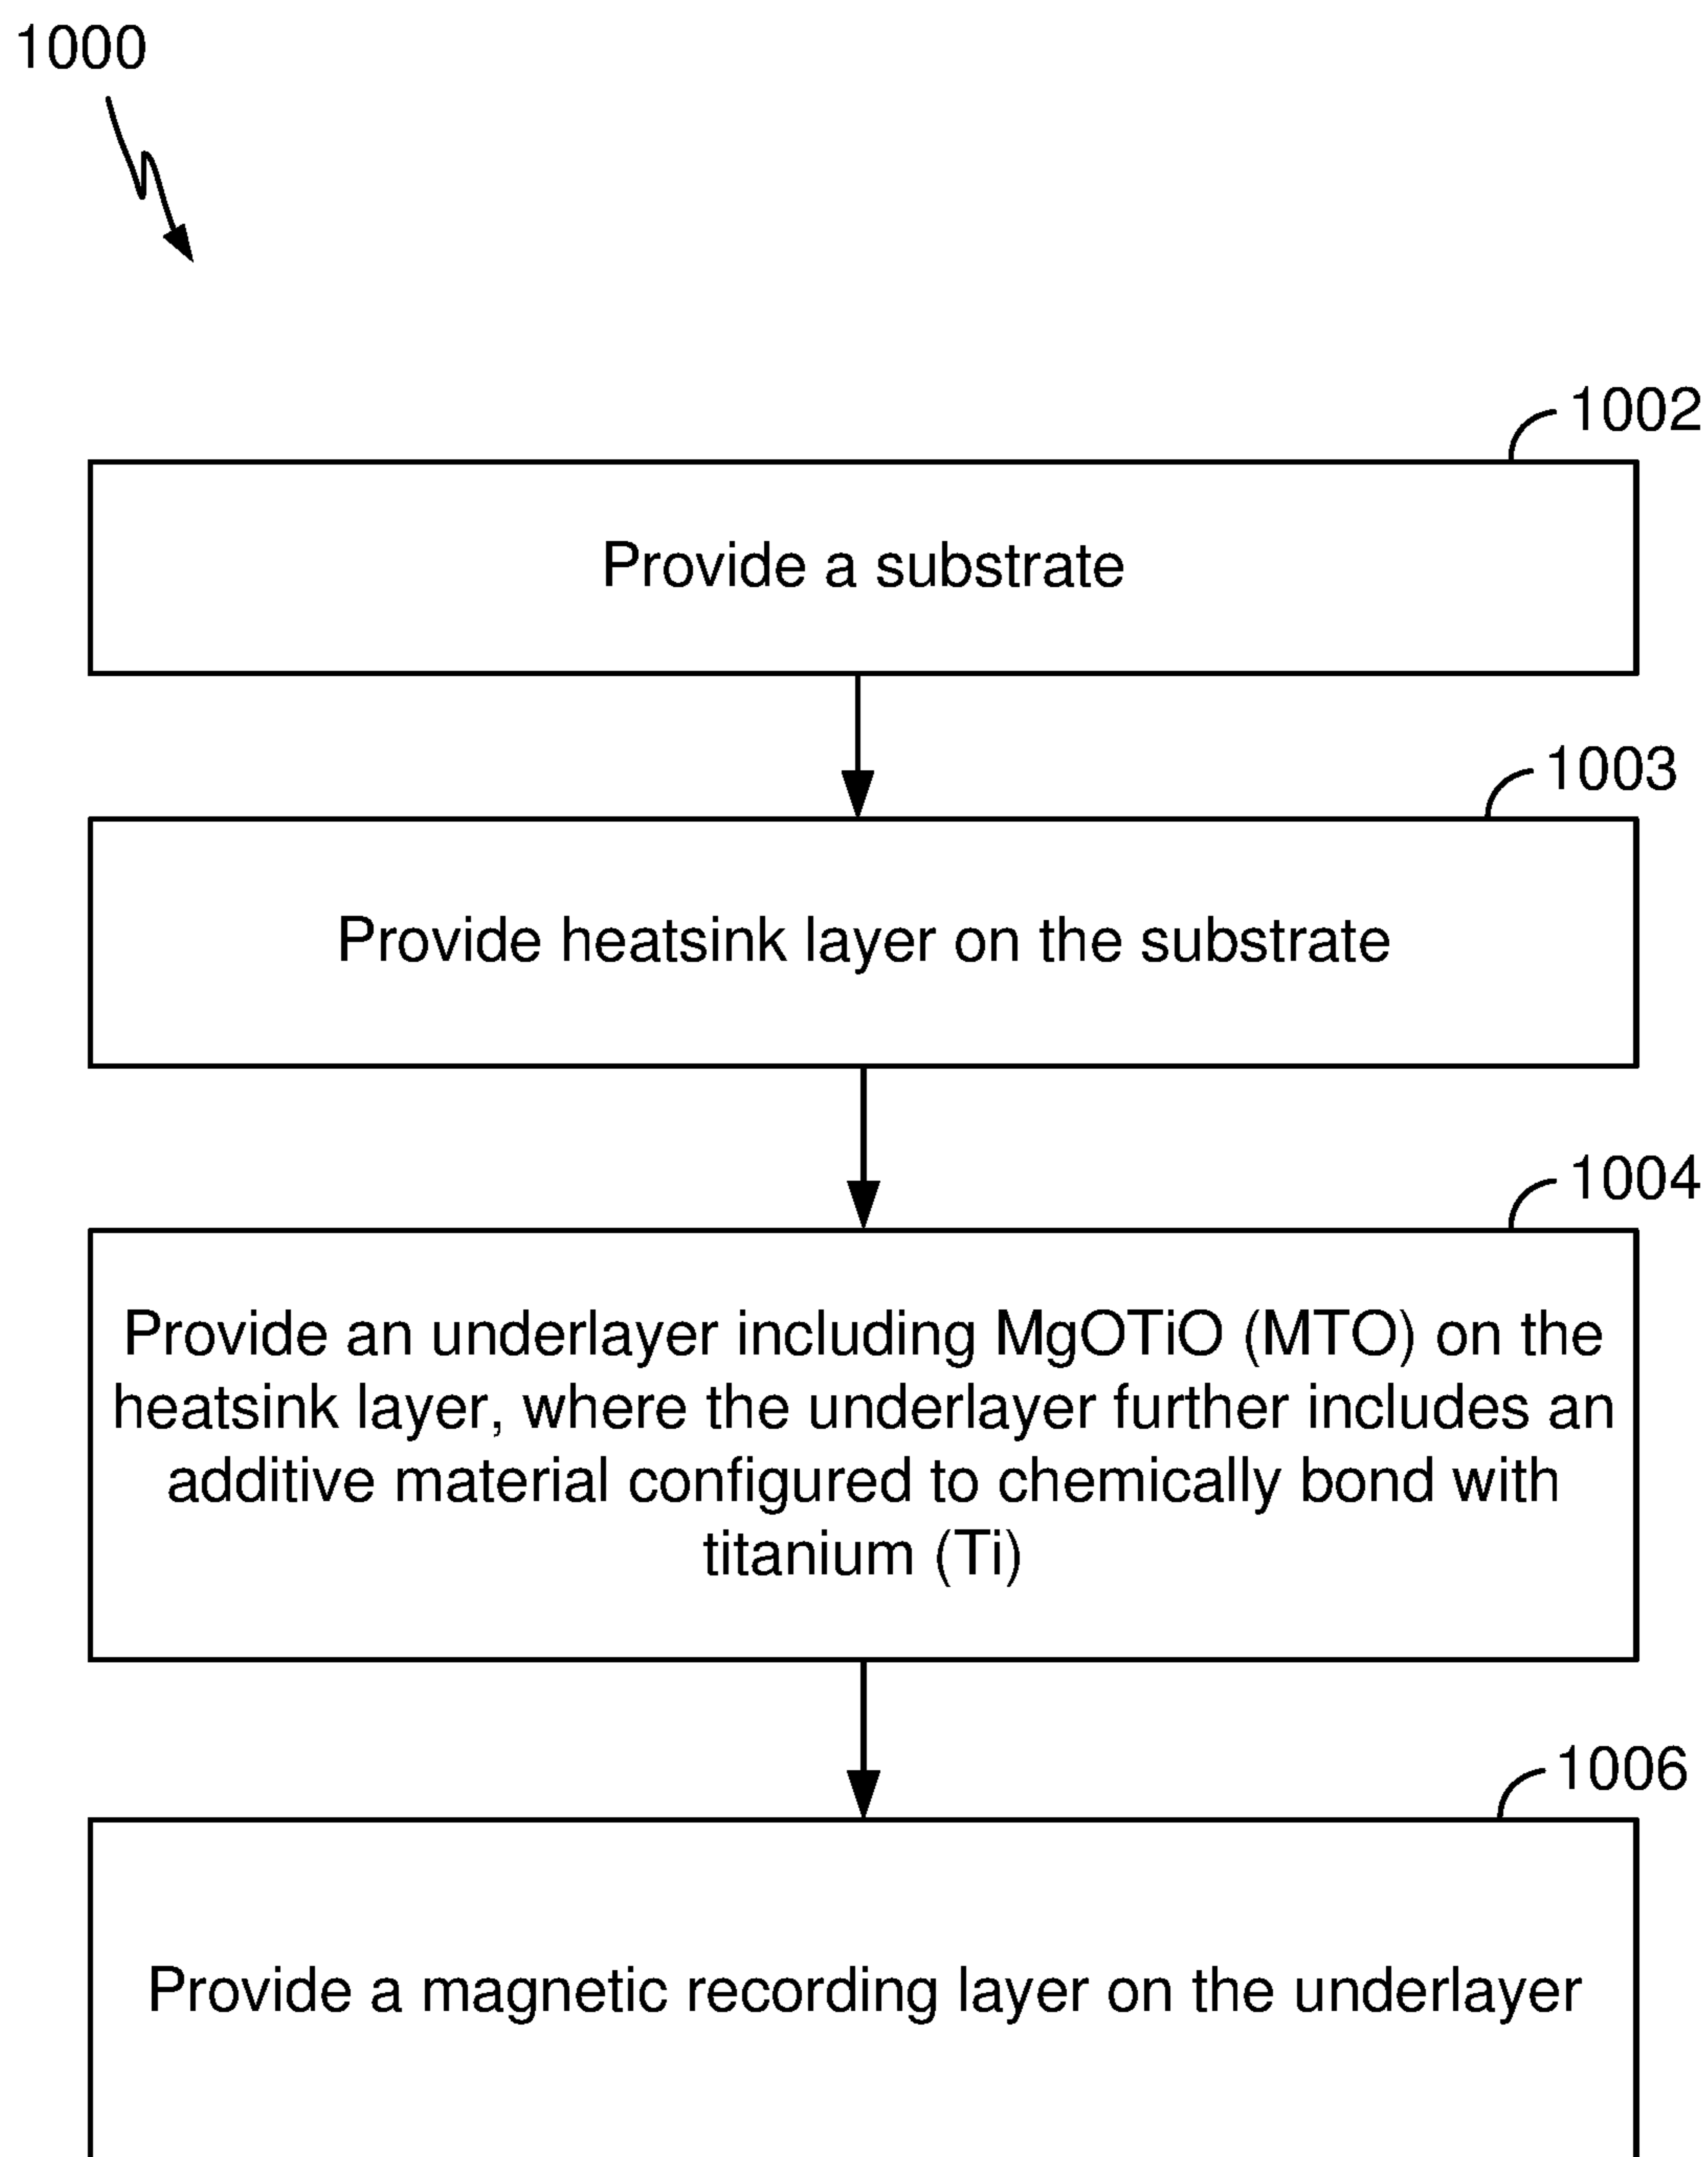 1000
1002
Provide a substrate
1003
Provide heatsink layer on the substrate
1004
Provide an underlayer including MgOTiO (MTO) on the
heatsink layer, where the underlayer further includes an
additive material configured to chemically bond with
titanium (Ti)
1006
Provide a magnetic recording layer on the underlayer